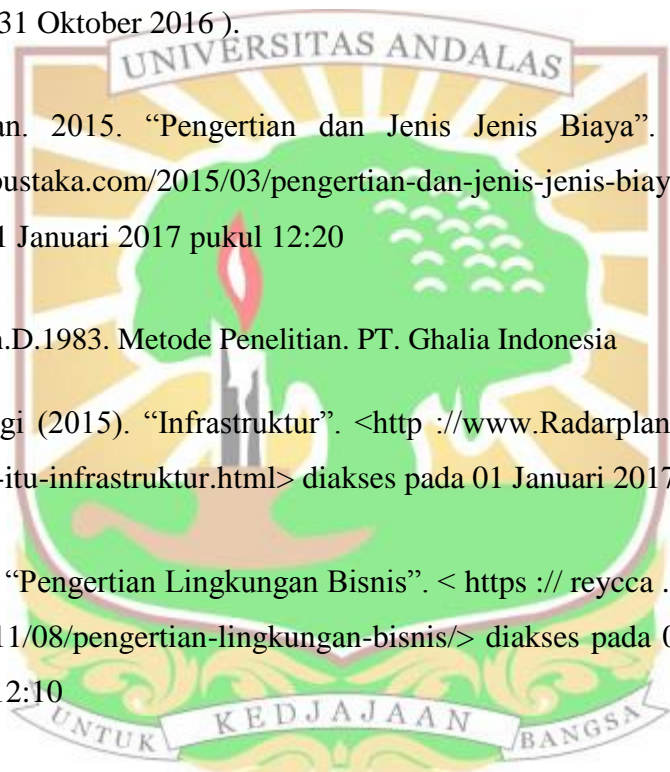 31 Oktober 2016 ).
UNIVERSITAS ANDALAS
an. 2015. “Pengertian dan Jenis Jenis Biaya”.
pustaka.com/2015/03/pengertian-dan-jenis-jenis-biay
1 Januari 2017 pukul 12:20
n.D.1983. Metode Penelitian. PT. Ghalia Indonesia
gi (2015). “Infrastruktur”. <http ://www.Radarplan
-itu-infrastruktur.html> diakses pada 01 Januari 2017
“Pengertian Lingkungan Bisnis”. < https :// reycca .
11/08/pengertian-lingkungan-bisnis/> diakses pada 0
12:10
UNTUK KEDJAJAAN BANGSA